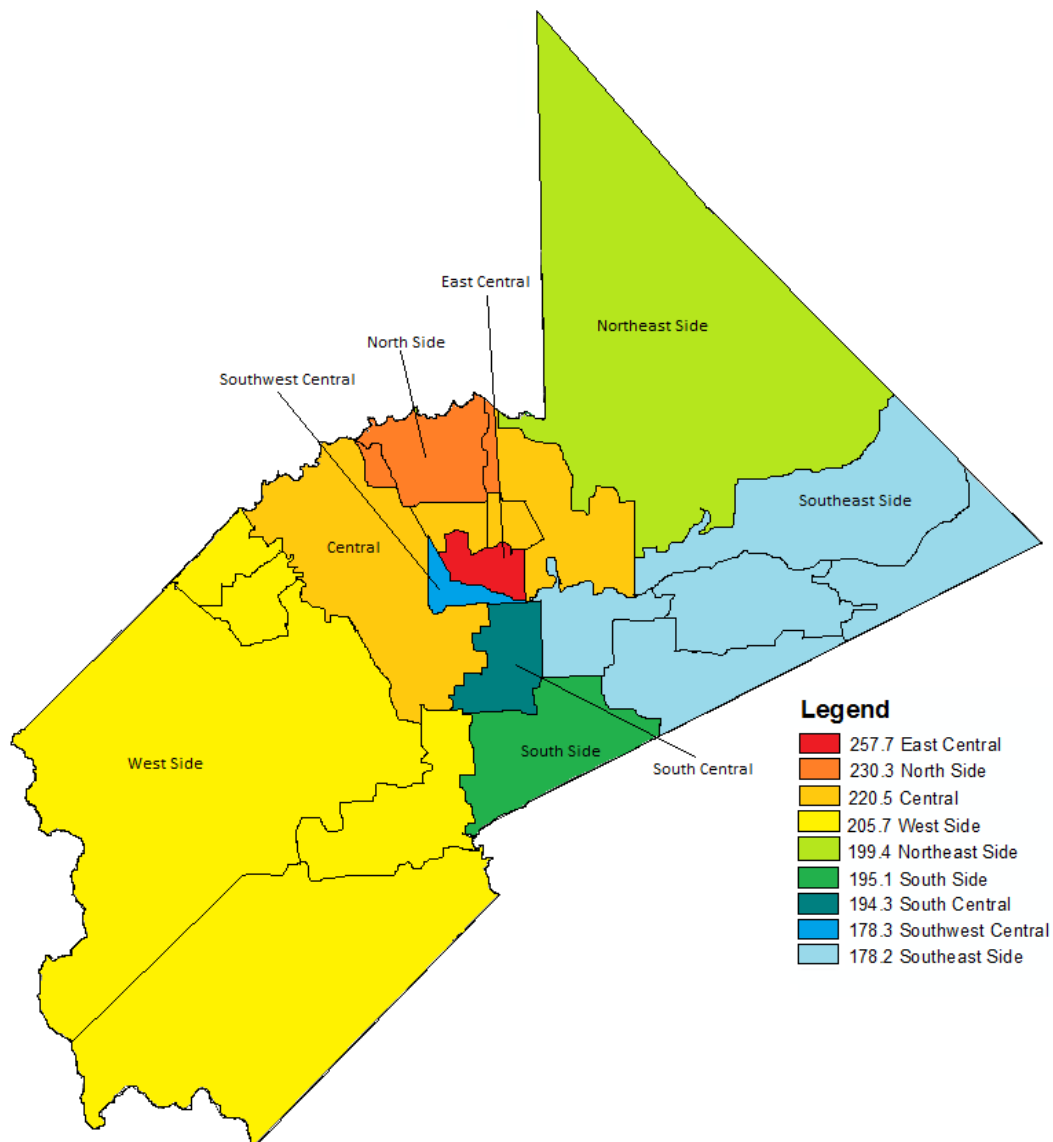 East Central
Northeast Side
North Side
Southwest Central
Southeast Side
Central
West Side
South Side
South Central
Legend
257.7 East Central
230.3 North Side
220.5 Central
205.7 West Side
199.4 Northeast Side
195.1 South Side
194.3 South Central
178.3 Southwest Central
178.2 Southeast Side